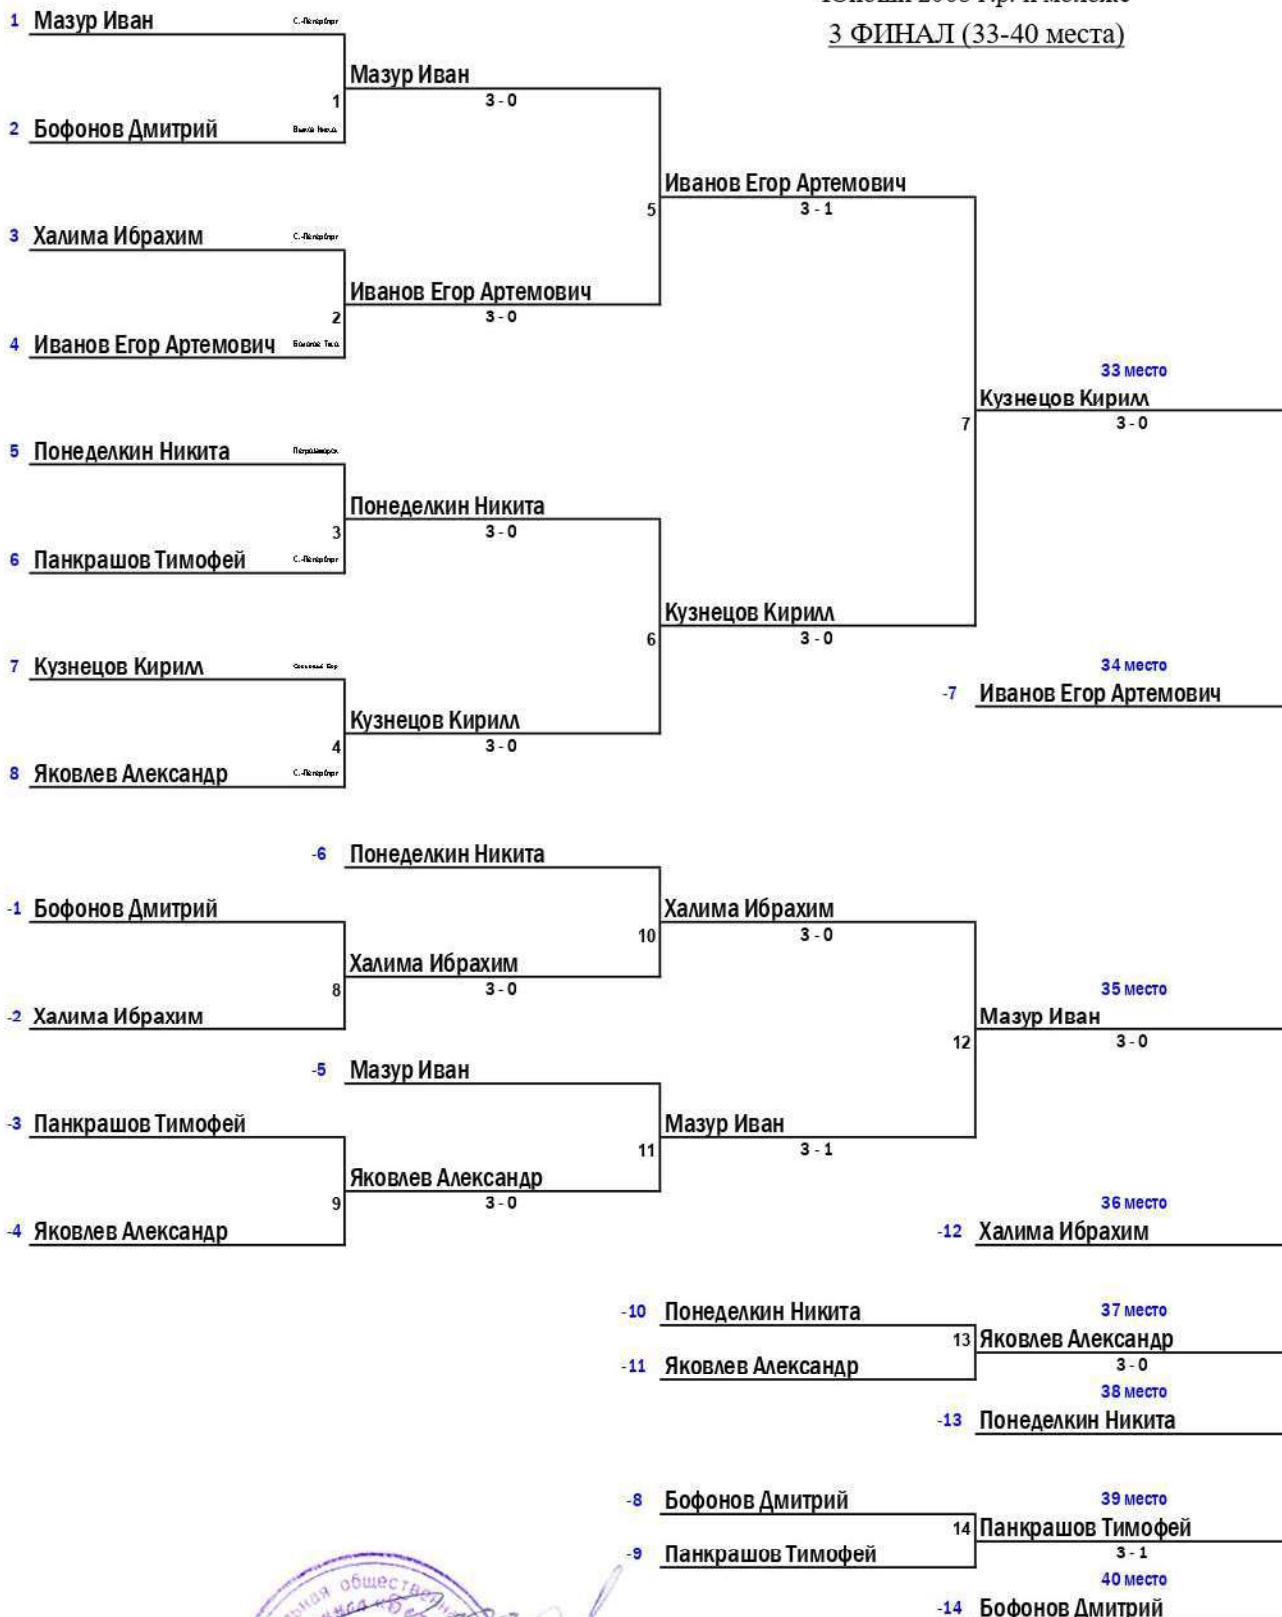 3 ФИНАЛ (33-40 места)
1 Мазур Иван С.-Петербург
Мазур Иван
1 3 - 0
2 Бофонов Дмитрий
Иванов Егор Артемович
5 3 - 1
3 Халима Ибрахим С.-Петербург
Иванов Егор Артемович
2 3 - 0
4 Иванов Егор Артемович
33 место
Кузнецов Кирилл
7 3 - 0
5 Понеделкин Никита
Понеделкин Никита
3 3 - 0
6 Панкрашов Тимофей С.-Петербург
Кузнецов Кирилл
6 3 - 0
7 Кузнецов Кирилл
34 место
-7 Иванов Егор Артемович
Кузнецов Кирилл
4 3 - 0
8 Яковлев Александр С.-Петербург
-6 Понеделкин Никита
-1 Бофонов Дмитрий
Халима Ибрахим
10 3 - 0
Халима Ибрахим
8 3 - 0
35 место
-2 Халима Ибрахим
Мазур Иван
12 3 - 0
-5 Мазур Иван
-3 Панкрашов Тимофей
Мазур Иван
11 3 - 1
Яковлев Александр
9 3 - 0
36 место
-4 Яковлев Александр
-12 Халима Ибрахим
-10 Понеделкин Никита
37 место
13 Яковлев Александр
-11 Яковлев Александр
3 - 0
38 место
-13 Понеделкин Никита
-8 Бофонов Дмитрий
39 место
14 Панкрашов Тимофей
-9 Панкрашов Тимофей
3 - 1
40 место
-14 Бофонов Дмитрий